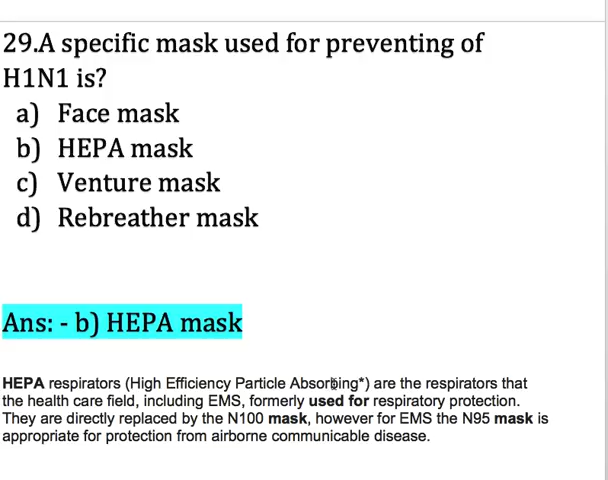 29.A specific mask used for preventing of
H1N1 is?
a) Face mask
b) HEPA mask
c) Venture mask
d) Rebreather mask
Ans: - b) HEPA mask
HEPA respirators (High Efficiency Particle Absorbing*) are the respirators that
the health care field, including EMS, formerly used for respiratory protection.
They are directly replaced by the N100 mask, however for EMS the N95 mask is
appropriate for protection from airborne communicable disease.